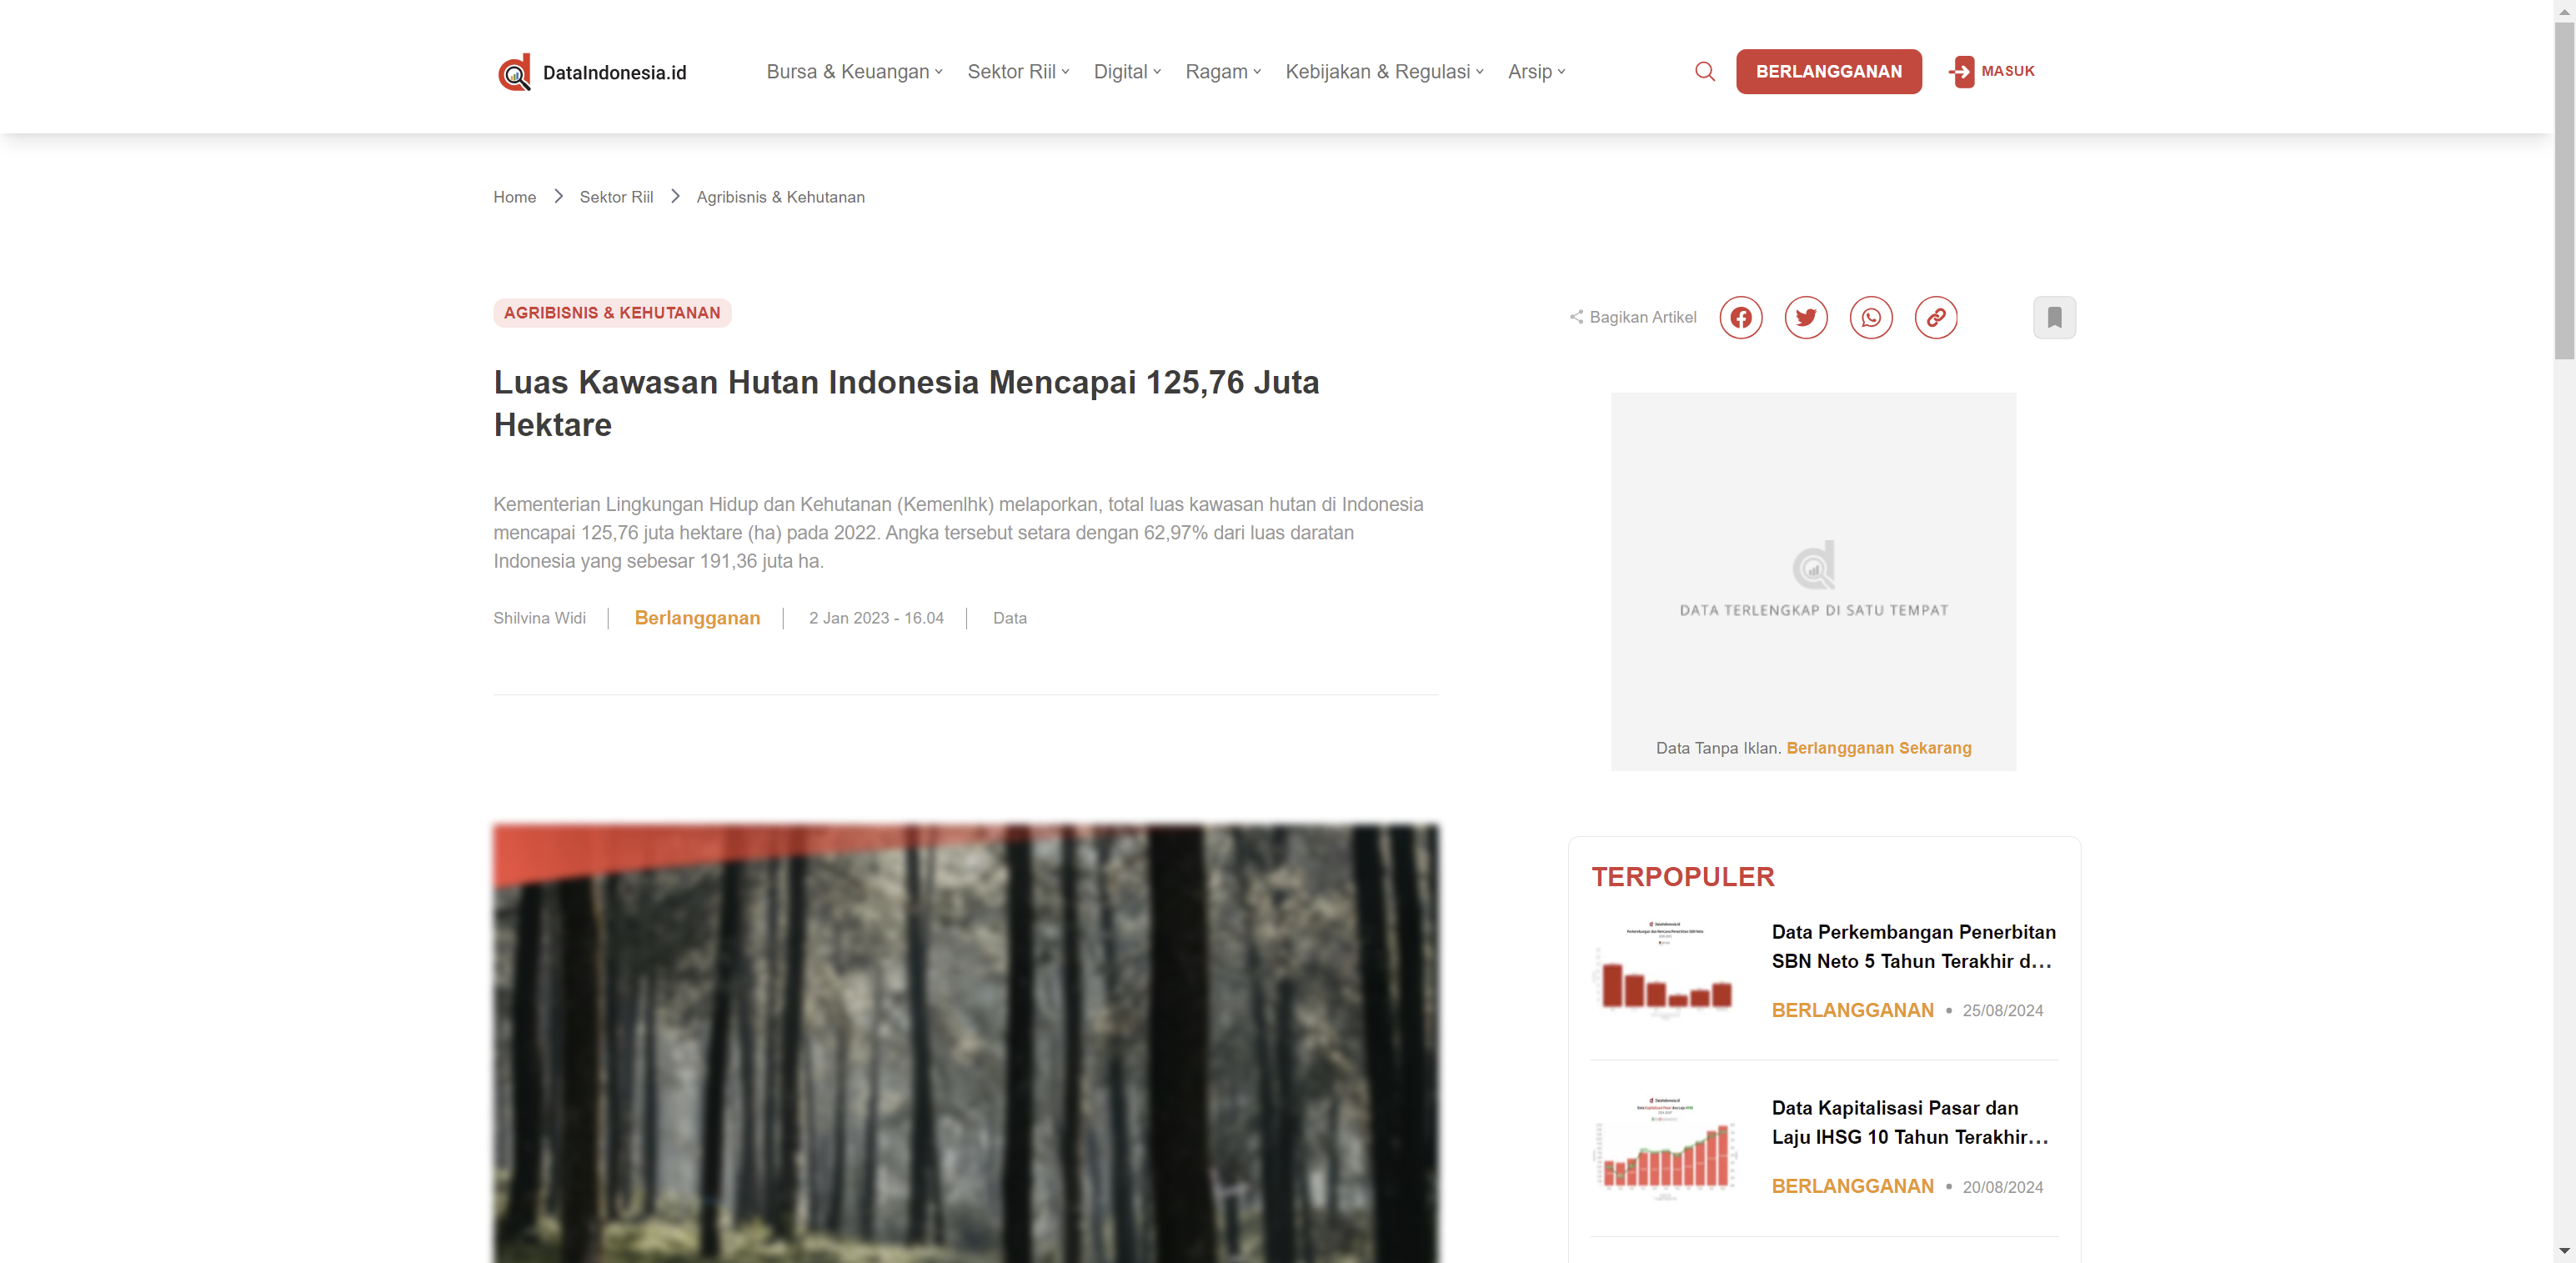 DataIndonesia.id
Bursa & Keuangan
Sektor Riil
Digital
Ragam
Kebijakan & Regulasi
Arsip
BERLANGGANAN
MASUK
Home
Sektor Riil
Agribisnis & Kehutanan
AGRIBISNIS & KEHUTANAN
Luas Kawasan Hutan Indonesia Mencapai 125,76 Juta
Hektare
Kementerian Lingkungan Hidup dan Kehutanan (Kemenlhk) melaporkan, total luas kawasan hutan di Indonesia
mencapai 125,76 juta hektare (ha) pada 2022. Angka tersebut setara dengan 62,97% dari luas daratan
Indonesia yang sebesar 191,36 juta ha.
Shilvina Widi
Berlangganan
2 Jan 2023 - 16.04
Data
Bagikan Artikel
DATA TERLENGKAP DI SATU TEMPAT
Data Tanpa Iklan. Berlangganan Sekarang
TERPOPULER
Data Perkembangan Penerbitan
SBN Neto 5 Tahun Terakhir d...
BERLANGGANAN • 25/08/2024
Data Kapitalisasi Pasar dan
Laju IHSG 10 Tahun Terakhir...
BERLANGGANAN • 20/08/2024